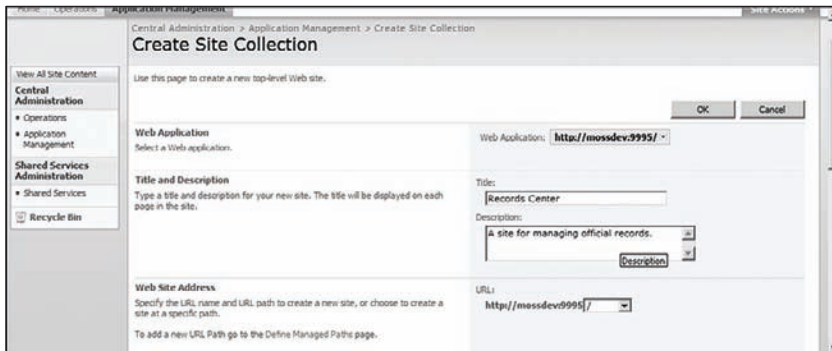 Home Operations Application Management
Site Actions
Central Administration > Application Management > Create Site Collection
Create Site Collection
View All Site Content
Central
Administration
Operations
Application
Management
Shared Services
Administration
Shared Services
Recycle Bin
Use this page to create a new top-level Web site.
OK Cancel
Web Application
Select a Web application.
Web Application: http://mossdev:9995/
Title and Description
Type a title and description for your new site. The title will be displayed on each
page in the site.
Title:
Records Center
Description:
A site for managing official records.
Description
Web Site Address
Specify the URL name and URL path to create a new site, or choose to create a
site at a specific path.
To add a new URL Path go to the Define Managed Paths page.
URL:
http://mossdev:9995 /